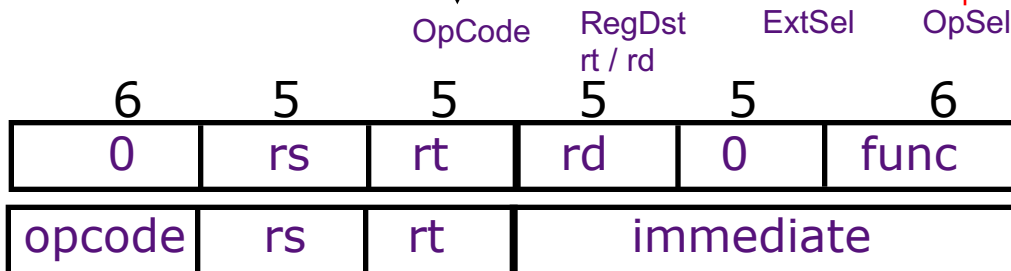 OpCode RegDst ExtSel OpSel
rt / rd
6 5 5 5 5 6
0 rs rt rd 0 func
opcode rs rt immediate